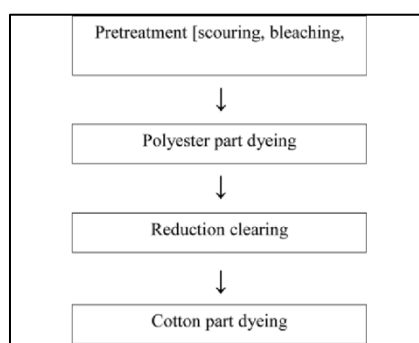 Pretreatment [scouring, bleaching,
Polyester part dyeing
Reduction clearing
Cotton part dyeing